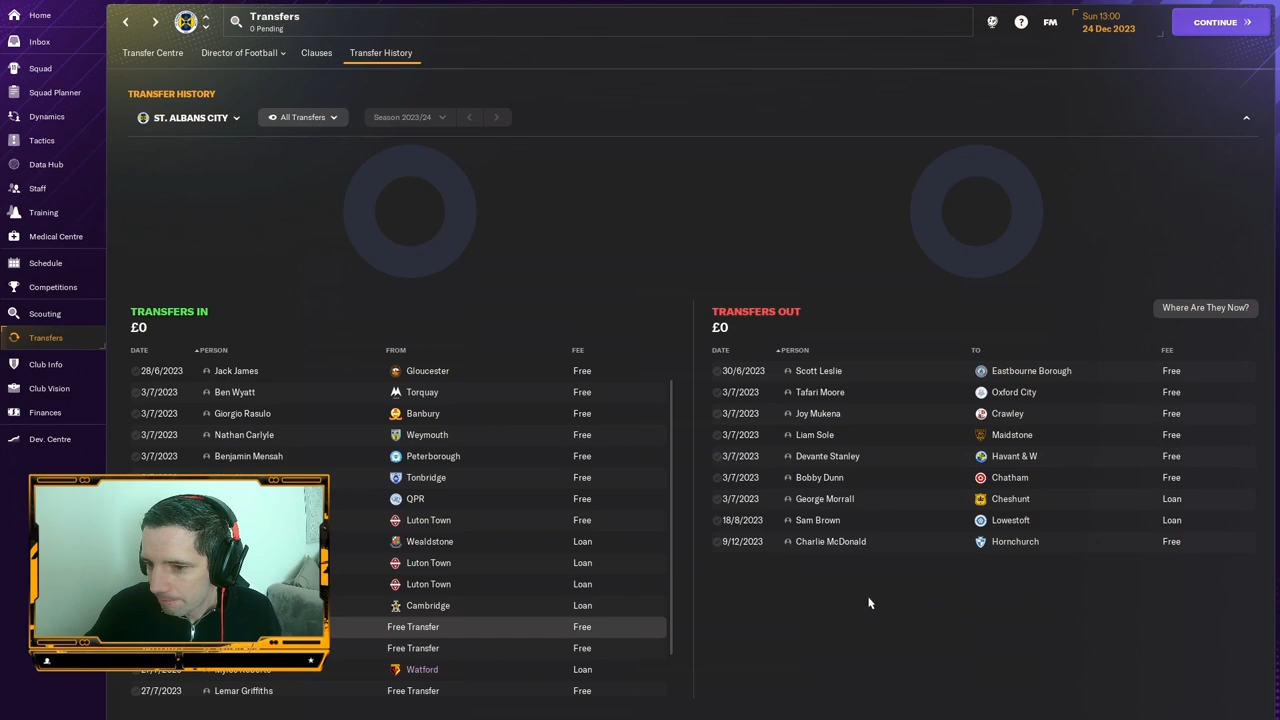 Home
Inbox
Squad
Squad Planner
Dynamics
Tactics
Data Hub
Staff
Training
Medical Centre
Schedule
Competitions
Scouting
Transfers
Club Info
Club Vision
Finances
Dev. Centre
Transfers
0 Pending
FM
Sun 13:00
24 Dec 2023
CONTINUE
Transfer Centre
Director of Football
Clauses
Transfer History
TRANSFER HISTORY
ST. ALBANS CITY
All Transfers
Season 2023/24
TRANSFERS IN
£0
DATE PERSON FROM FEE
28/6/2023 Jack James Gloucester Free
3/7/2023 Ben Wyatt Torquay Free
3/7/2023 Giorgio Rasulo Banbury Free
3/7/2023 Nathan Carlyle Weymouth Free
3/7/2023 Benjamin Mensah Peterborough Free
Tonbridge Free
QPR Free
Luton Town Free
Wealdstone Loan
Luton Town Loan
Luton Town Loan
Cambridge Loan
Free Transfer Free
Free Transfer Free
Watford Loan
27/7/2023 Lemar Griffiths Free Transfer Free
TRANSFERS OUT
£0
Where Are They Now?
DATE PERSON TO FEE
30/6/2023 Scott Leslie Eastbourne Borough Free
3/7/2023 Tafari Moore Oxford City Free
3/7/2023 Joy Mukena Crawley Free
3/7/2023 Liam Sole Maidstone Free
3/7/2023 Devante Stanley Havant & W Free
3/7/2023 Bobby Dunn Chatham Free
3/7/2023 George Morrall Cheshunt Loan
18/8/2023 Sam Brown Lowestoft Loan
9/12/2023 Charlie McDonald Hornchurch Free